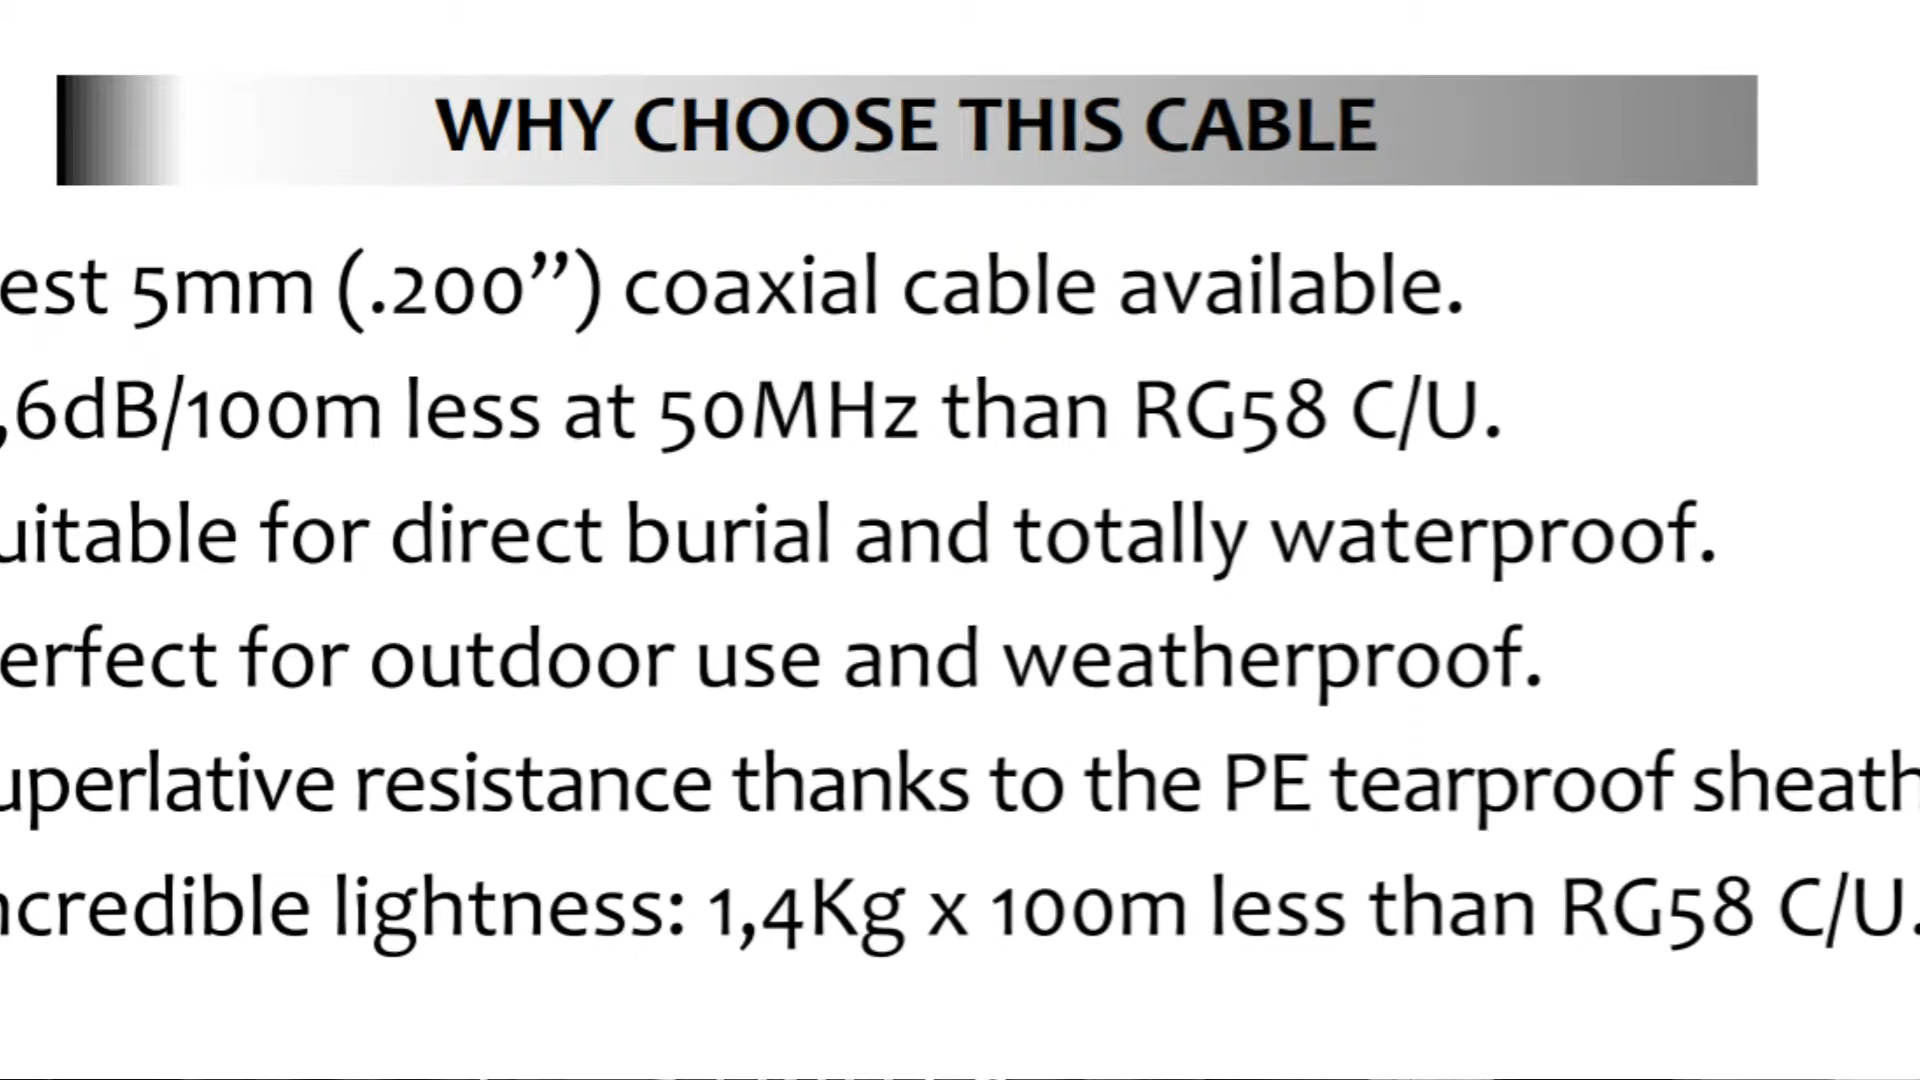 WHY CHOOSE THIS CABLE
est 5mm (.200”) coaxial cable available.
,6dB/100m less at 50MHz than RG58 C/U.
uitable for direct burial and totally waterproof.
erfect for outdoor use and weatherproof.
uperlative resistance thanks to the PE tearproof sheath
ncredible lightness: 1,4Kg x 100m less than RG58 C/U.